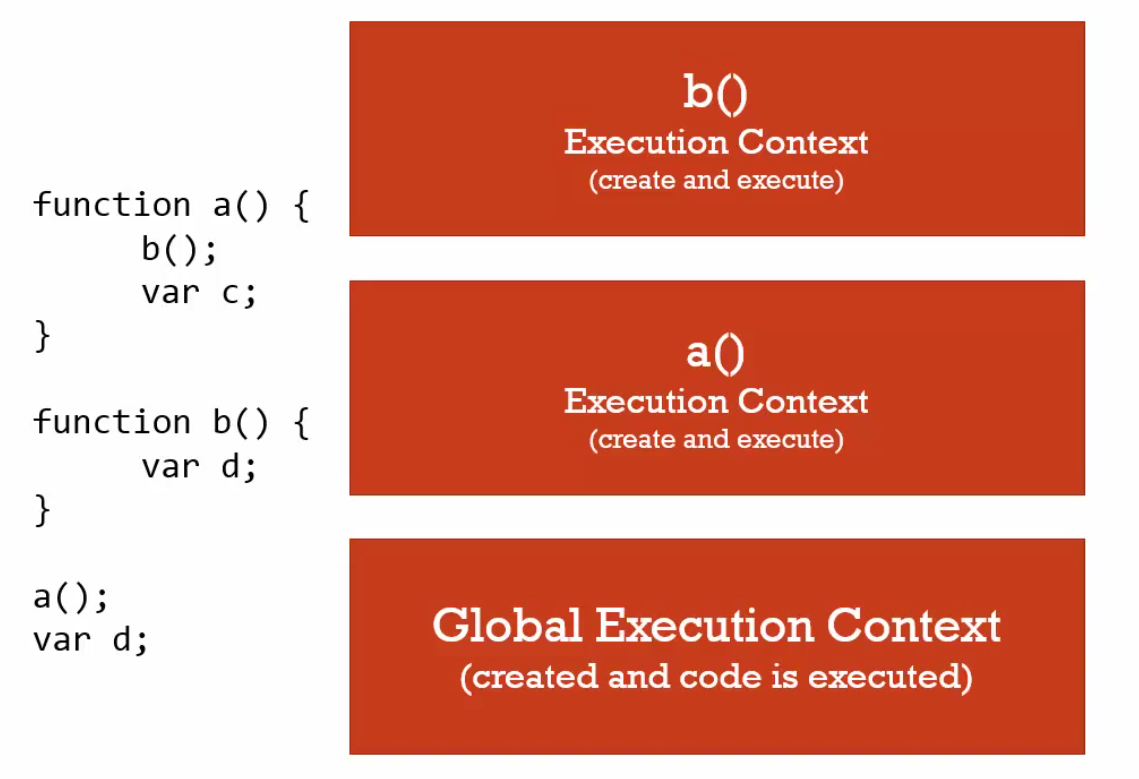 function a() {
b();
var c;
}
function b() {
var d;
}
a();
var d;
b()
Execution Context
(create and execute)
a()
Execution Context
(create and execute)
Global Execution Context
(created and code is executed)